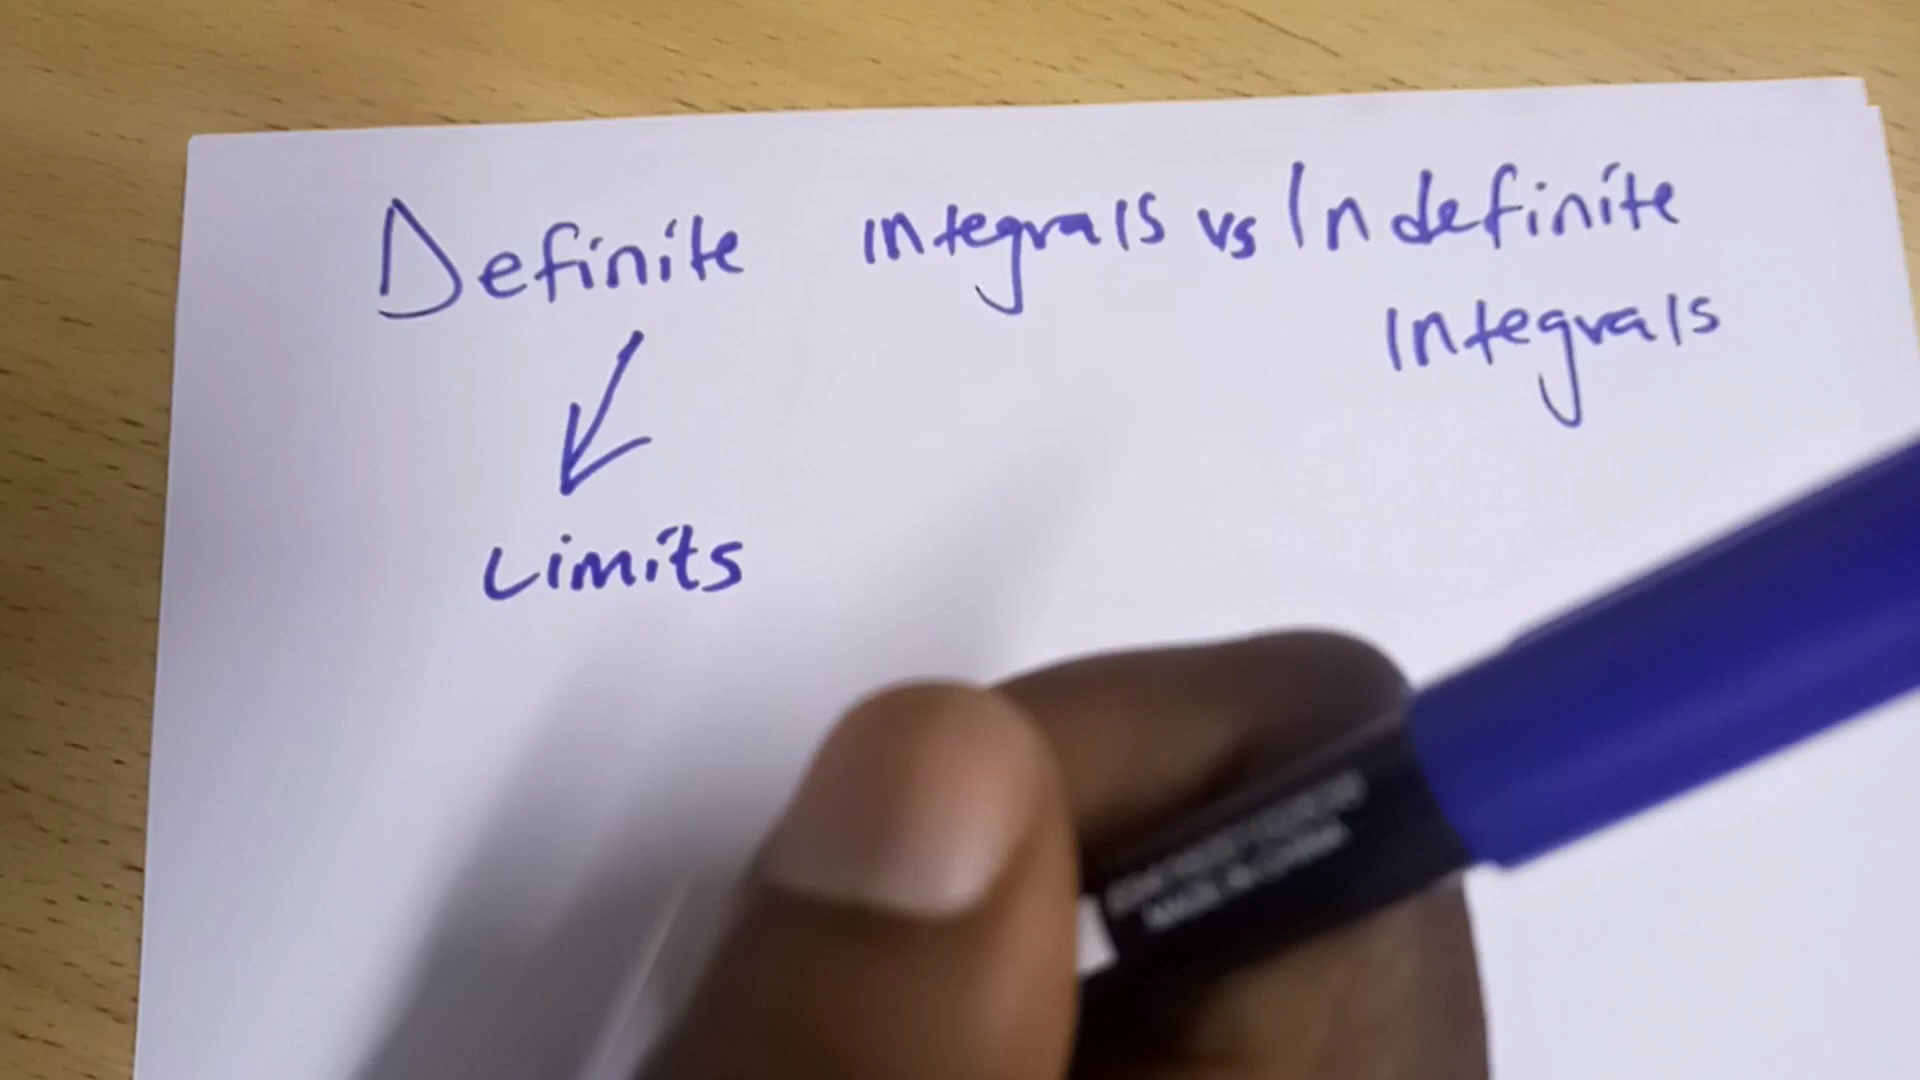 Definite integrals vs Indefinite
Integrals
Limits